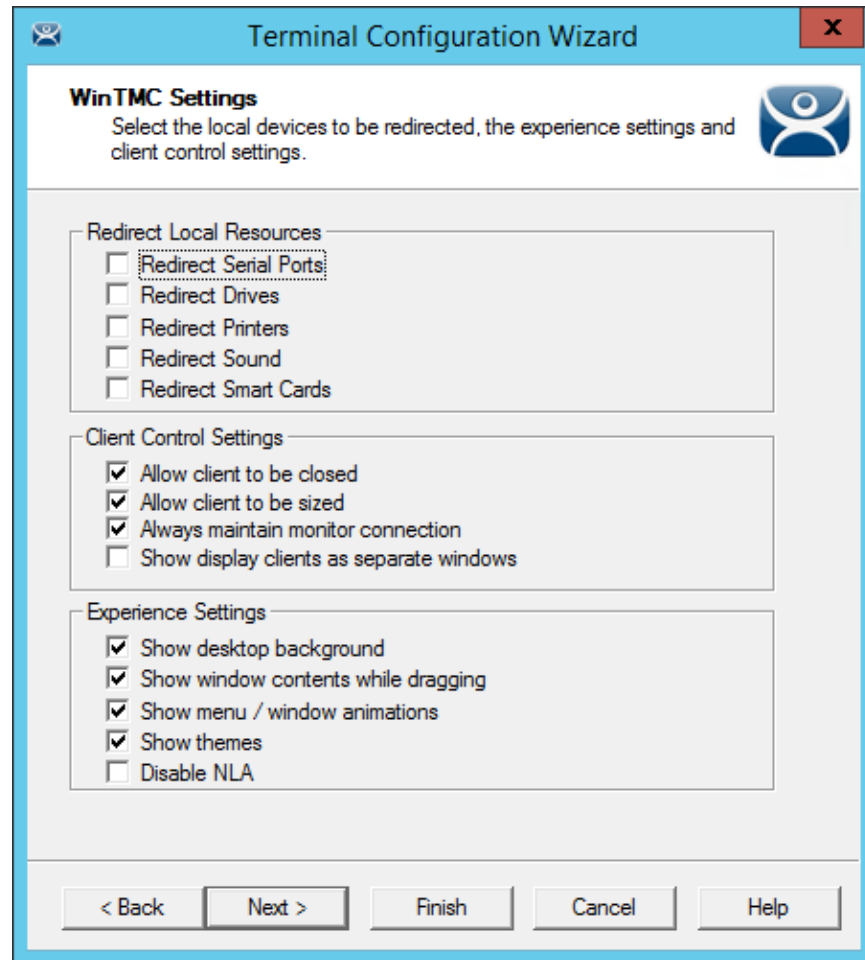 Terminal Configuration Wizard
x
WinTMC Settings
Select the local devices to be redirected, the experience settings and
client control settings.
Redirect Local Resources
Redirect Serial Ports
Redirect Drives
Redirect Printers
Redirect Sound
Redirect Smart Cards
Client Control Settings
Allow client to be closed
Allow client to be sized
Always maintain monitor connection
Show display clients as separate windows
Experience Settings
Show desktop background
Show window contents while dragging
Show menu / window animations
Show themes
Disable NLA
< Back Next > Finish Cancel Help